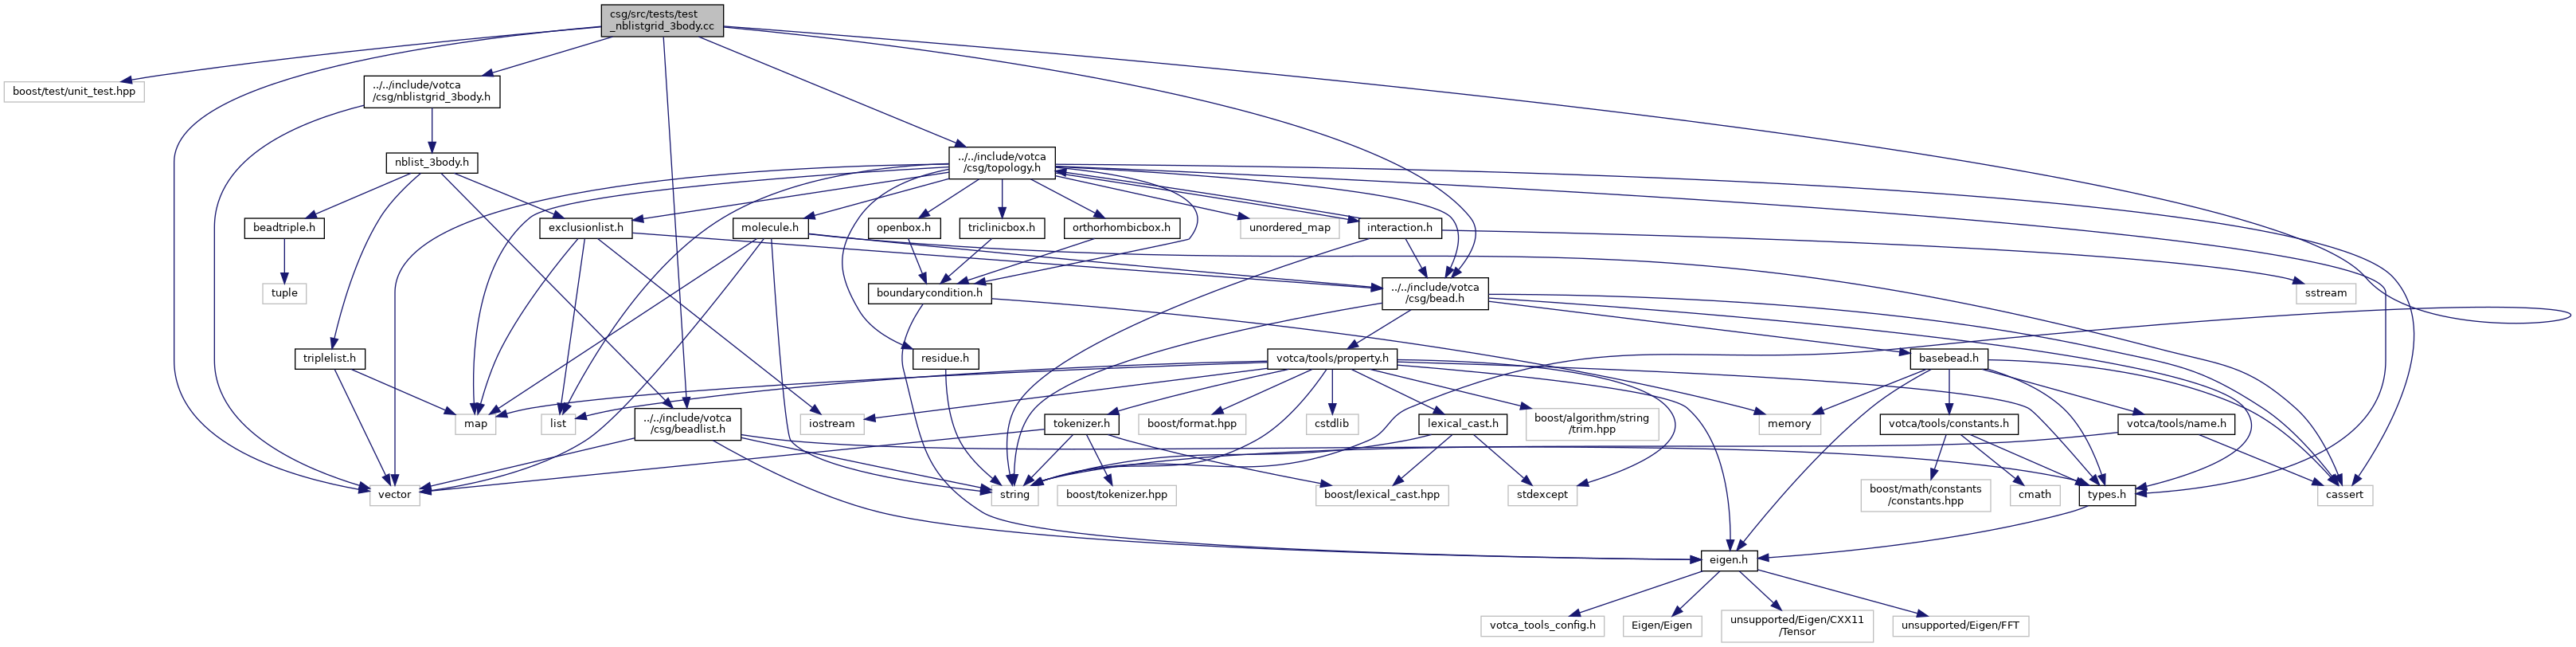 csg/src/tests/test
_nblistgrid_3body.cc
boost/test/unit_test.hpp
../../include/votca
/csg/nblistgrid_3body.h
nblist_3body.h
../../include/votca
/csg/topology.h
beadtriple.h
exclusionlist.h
molecule.h
openbox.h
triclinicbox.h
orthorhombicbox.h
unordered_map
interaction.h
tuple
boundarycondition.h
../../include/votca
/csg/bead.h
sstream
triplelist.h
residue.h
votca/tools/property.h
basebead.h
map
list
../../include/votca
/csg/beadlist.h
iostream
tokenizer.h
boost/format.hpp
cstdlib
lexical_cast.h
boost/algorithm/string
/trim.hpp
memory
votca/tools/constants.h
votca/tools/name.h
vector
string
boost/tokenizer.hpp
boost/lexical_cast.hpp
stdexcept
boost/math/constants
/constants.hpp
cmath
types.h
cassert
eigen.h
votca_tools_config.h
Eigen/Eigen
unsupported/Eigen/CXX11
/Tensor
unsupported/Eigen/FFT